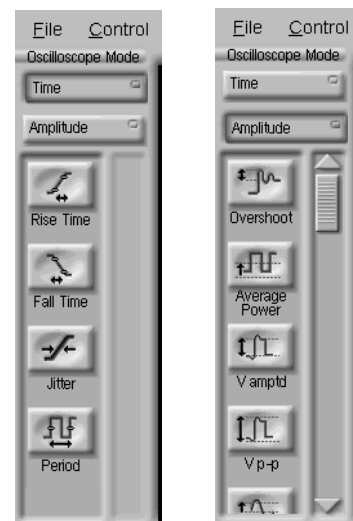 File Control
Oscilloscope Mode
Time
Amplitude
Rise Time
Fall Time
Jitter
Period
File Control
Oscilloscope Mode
Time
Amplitude
Overshoot
Average
Power
V amptd
V p-p